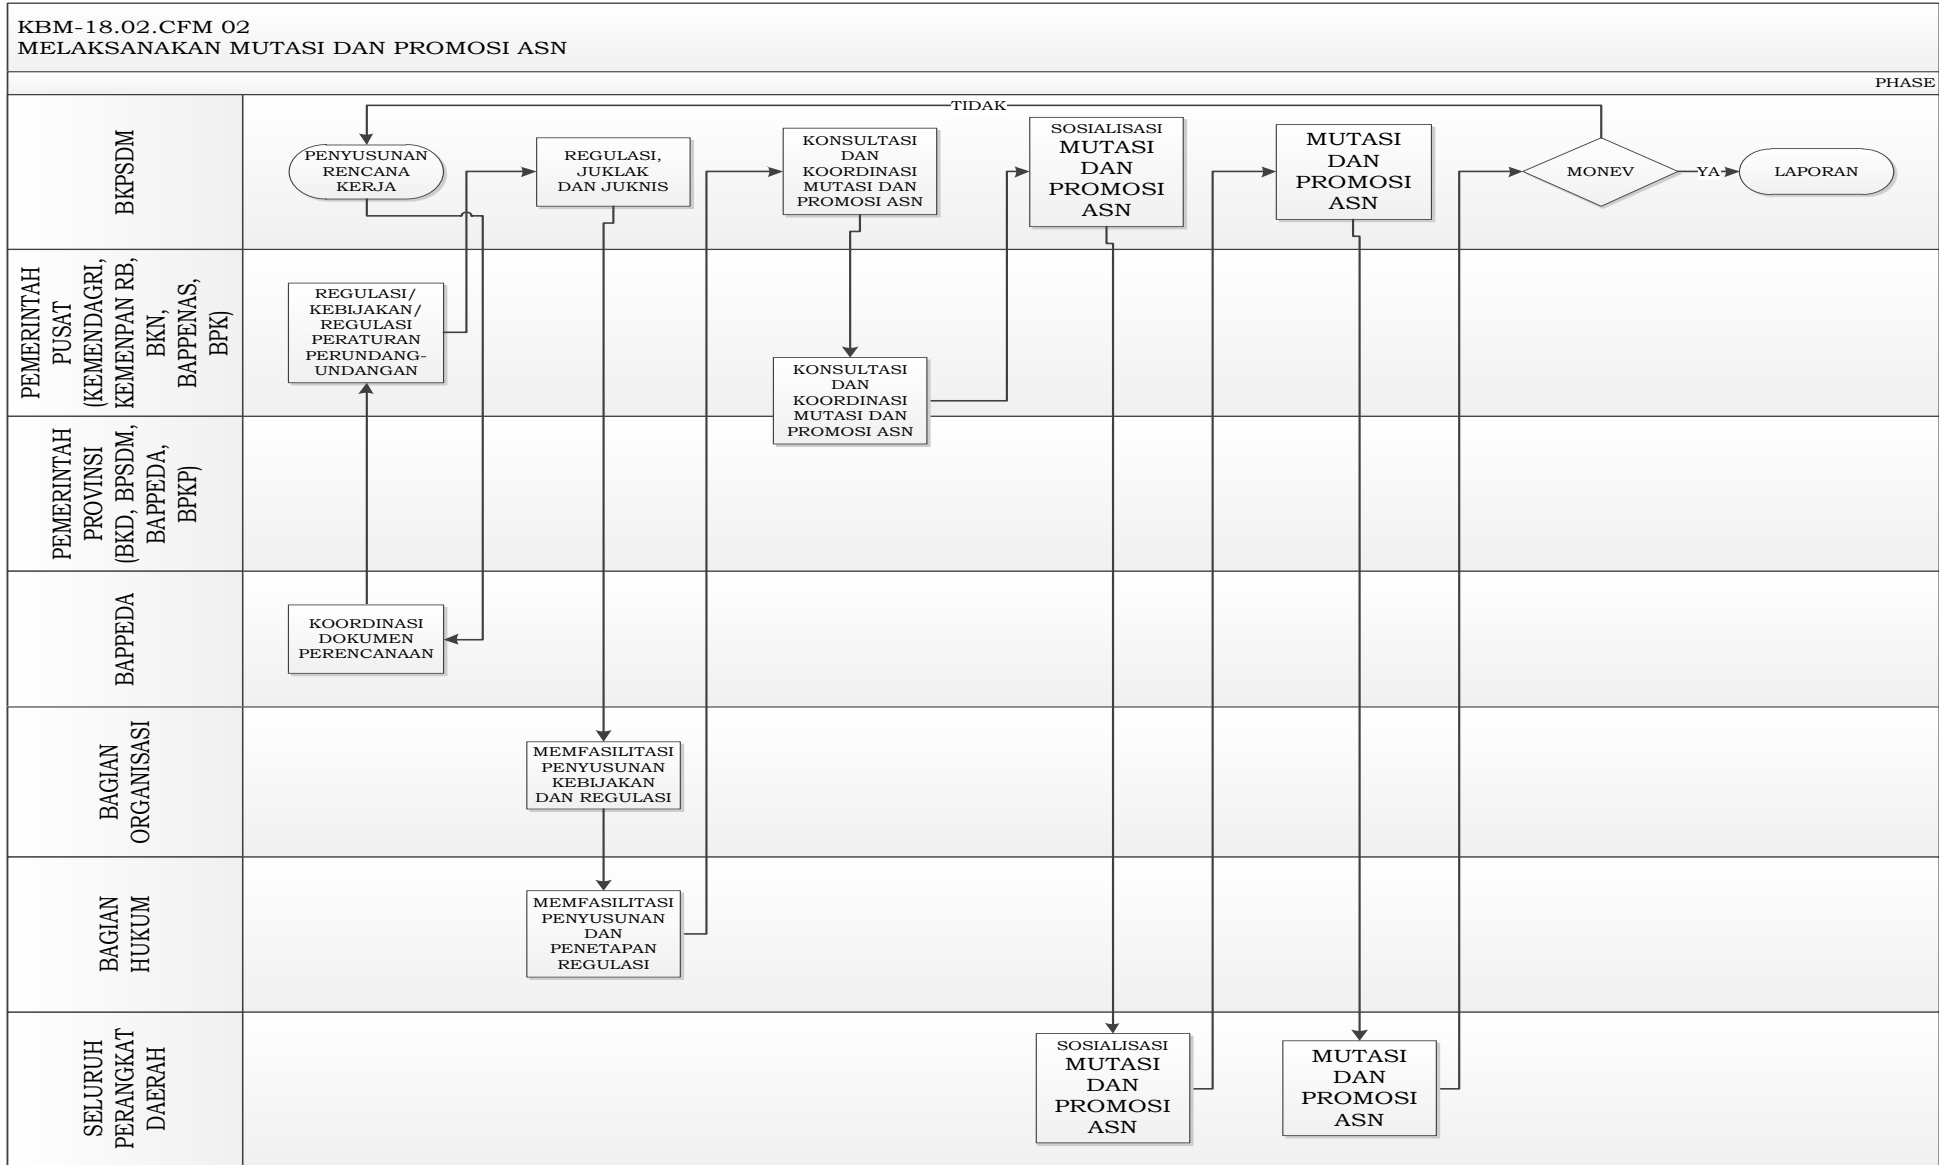 KBM-18.02.CFM 02
MELAKSANAKAN MUTASI DAN PROMOSI ASN
PHASE
BKPSDM
TIDAK
PENYUSUNAN
RENCANA
KERJA
REGULASI,
JUKLAK
DAN JUKNIS
KONSULTASI
DAN
KOORDINASI
MUTASI DAN
PROMOSI ASN
SOSIALISASI
MUTASI
DAN
PROMOSI
ASN
MUTASI
DAN
PROMOSI
ASN
MONEV
YA
LAPORAN
PEMERINTAH
PUSAT
(KEMENDAGRI,
KEMENPAN RB,
BKN,
BAPPENAS,
BPK)
REGULASI/
KEBIJAKAN/
REGULASI
PERATURAN
PERUNDANG-
UNDANGAN
KONSULTASI
DAN
KOORDINASI
MUTASI DAN
PROMOSI ASN
PEMERINTAH
PROVINSI
(BKD, BPSDM,
BAPPEDA,
BPKP)
BAPPEDA
KOORDINASI
DOKUMEN
PERENCANAAN
BAGIAN
ORGANISASI
MEMFASILITASI
PENYUSUNAN
KEBIJAKAN
DAN REGULASI
BAGIAN
HUKUM
MEMFASILITASI
PENYUSUNAN
DAN
PENETAPAN
REGULASI
SELURUH
PERANGKAT
DAERAH
SOSIALISASI
MUTASI
DAN
PROMOSI
ASN
MUTASI
DAN
PROMOSI
ASN